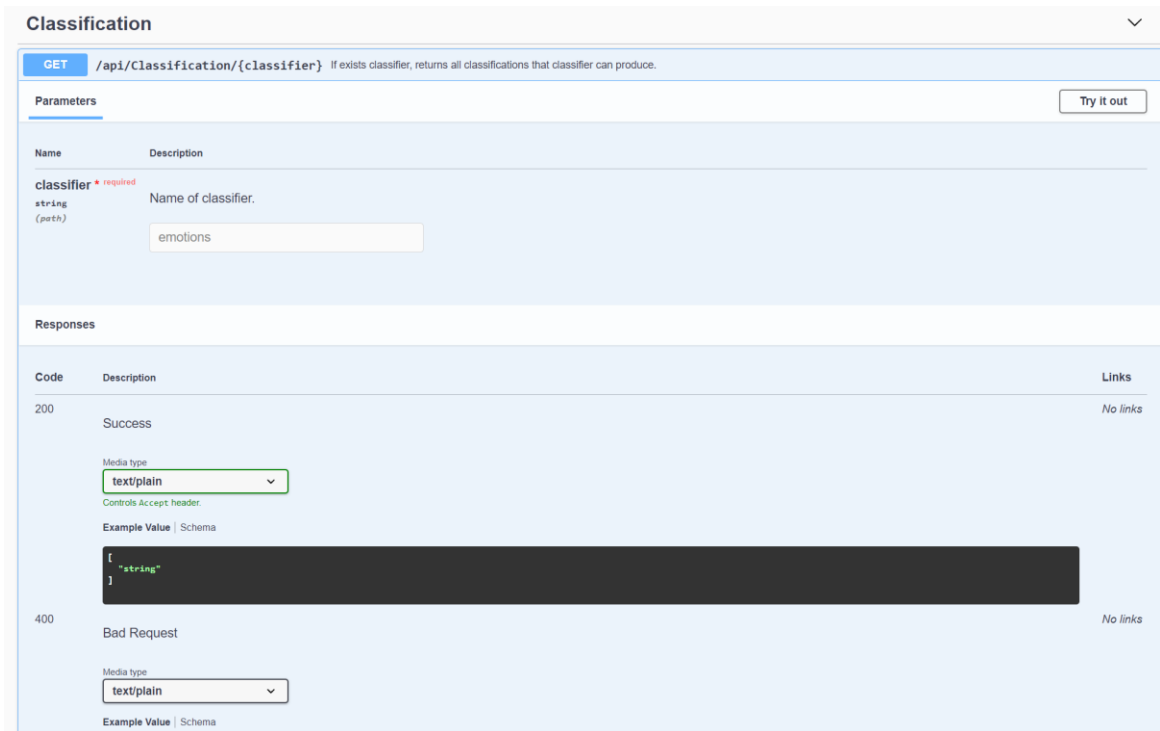 Classification
GET /api/Classification/{classifier} If exists classifier, returns all classifications that classifier can produce.
Parameters Try it out
Name Description
classifier * required
string
(path)
Name of classifier.
emotions
Responses
Code Description Links
200 No links
Success
Media type
text/plain
Controls Accept header.
Example Value | Schema
[
"string"
]
400 No links
Bad Request
Media type
text/plain
Example Value | Schema